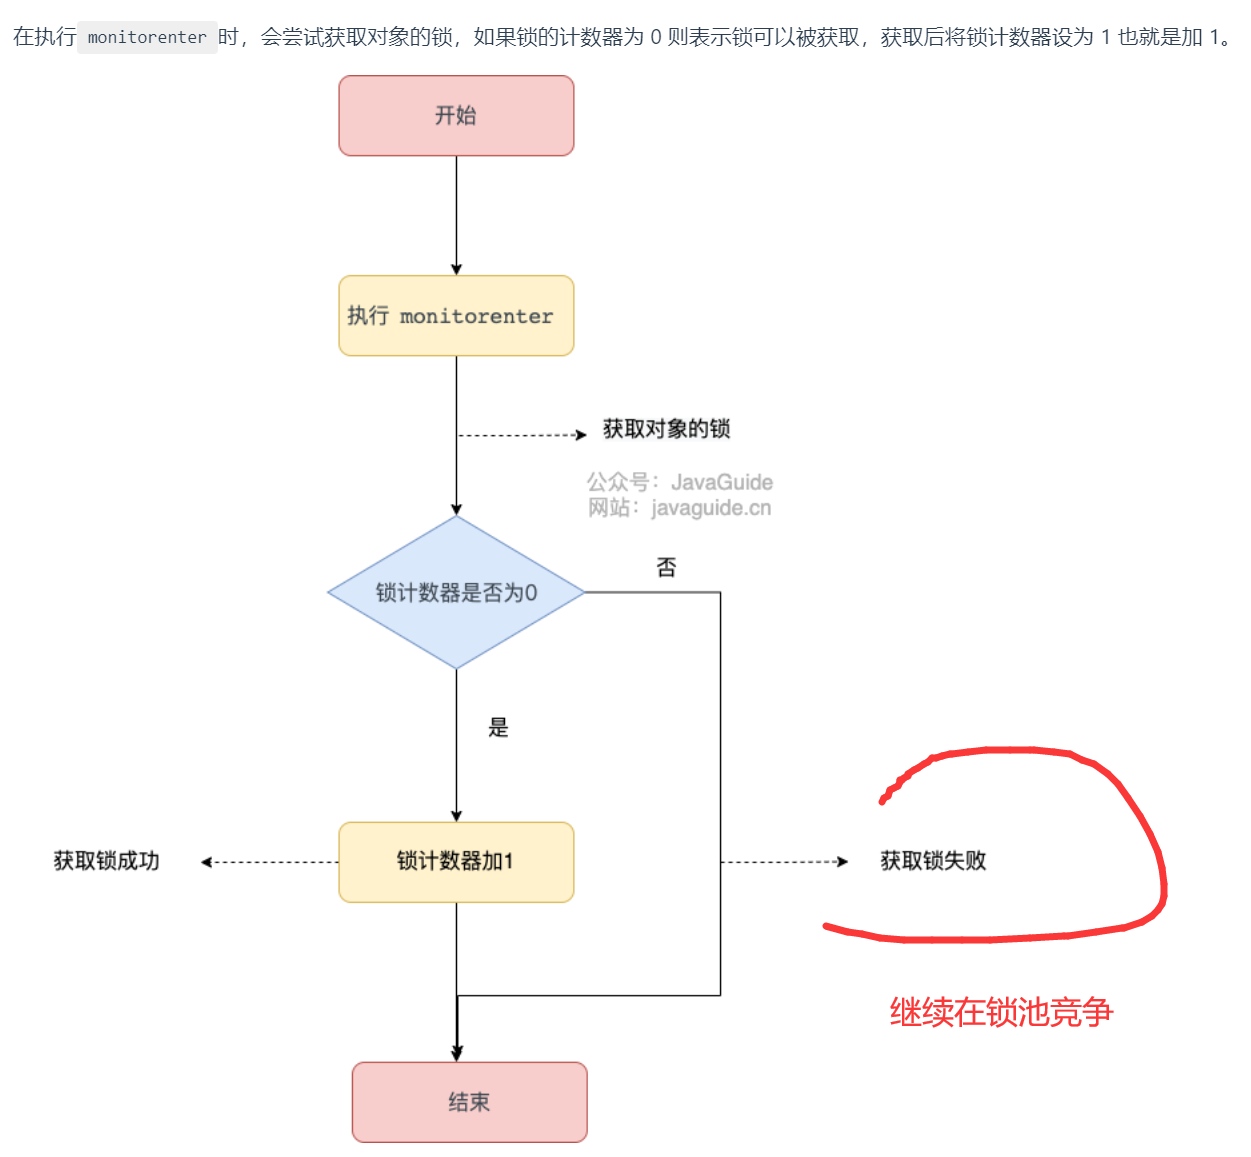 在执行 monitorenter 时，会尝试获取对象的锁，如果锁的计数器为 0 则表示锁可以被获取，获取后将锁计数器设为 1 也就是加 1。
开始
执行 monitorenter
获取对象的锁
公众号：JavaGuide
网站：javaguide.cn
否
锁计数器是否为0
是
获取锁成功
锁计数器加1
获取锁失败
继续在锁池竞争
结束